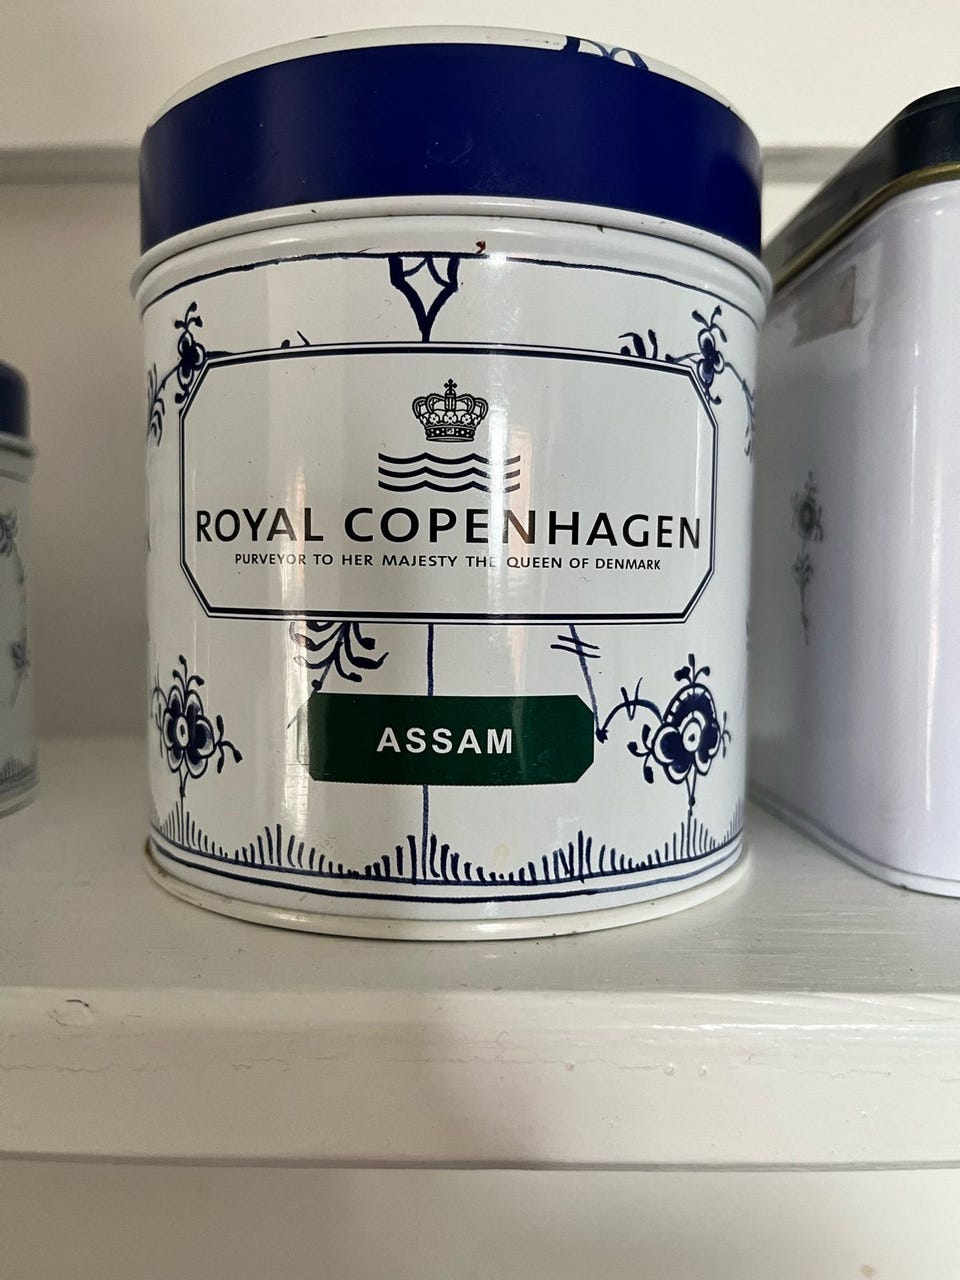 ROYAL COPENHAGEN
PURVEYOR TO HER MAJESTY THE QUEEN OF DENMARK
ASSAM